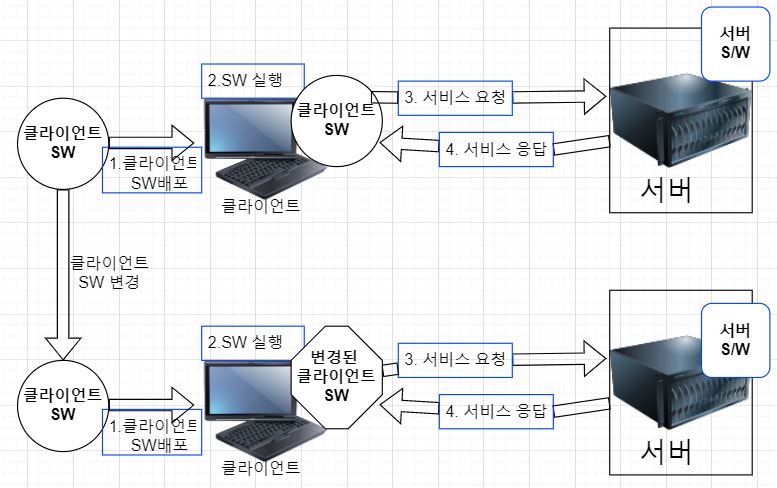 클라이언트
SW
1.클라이언트
SW배포
2.SW 실행
클라이언트
SW
클라이언트
3. 서비스 요청
4. 서비스 응답
서버
S/W
서버
클라이언트
SW 변경
클라이언트
SW
1.클라이언트
SW배포
2.SW 실행
변경된
클라이언트
SW
클라이언트
3. 서비스 요청
4. 서비스 응답
서버
S/W
서버